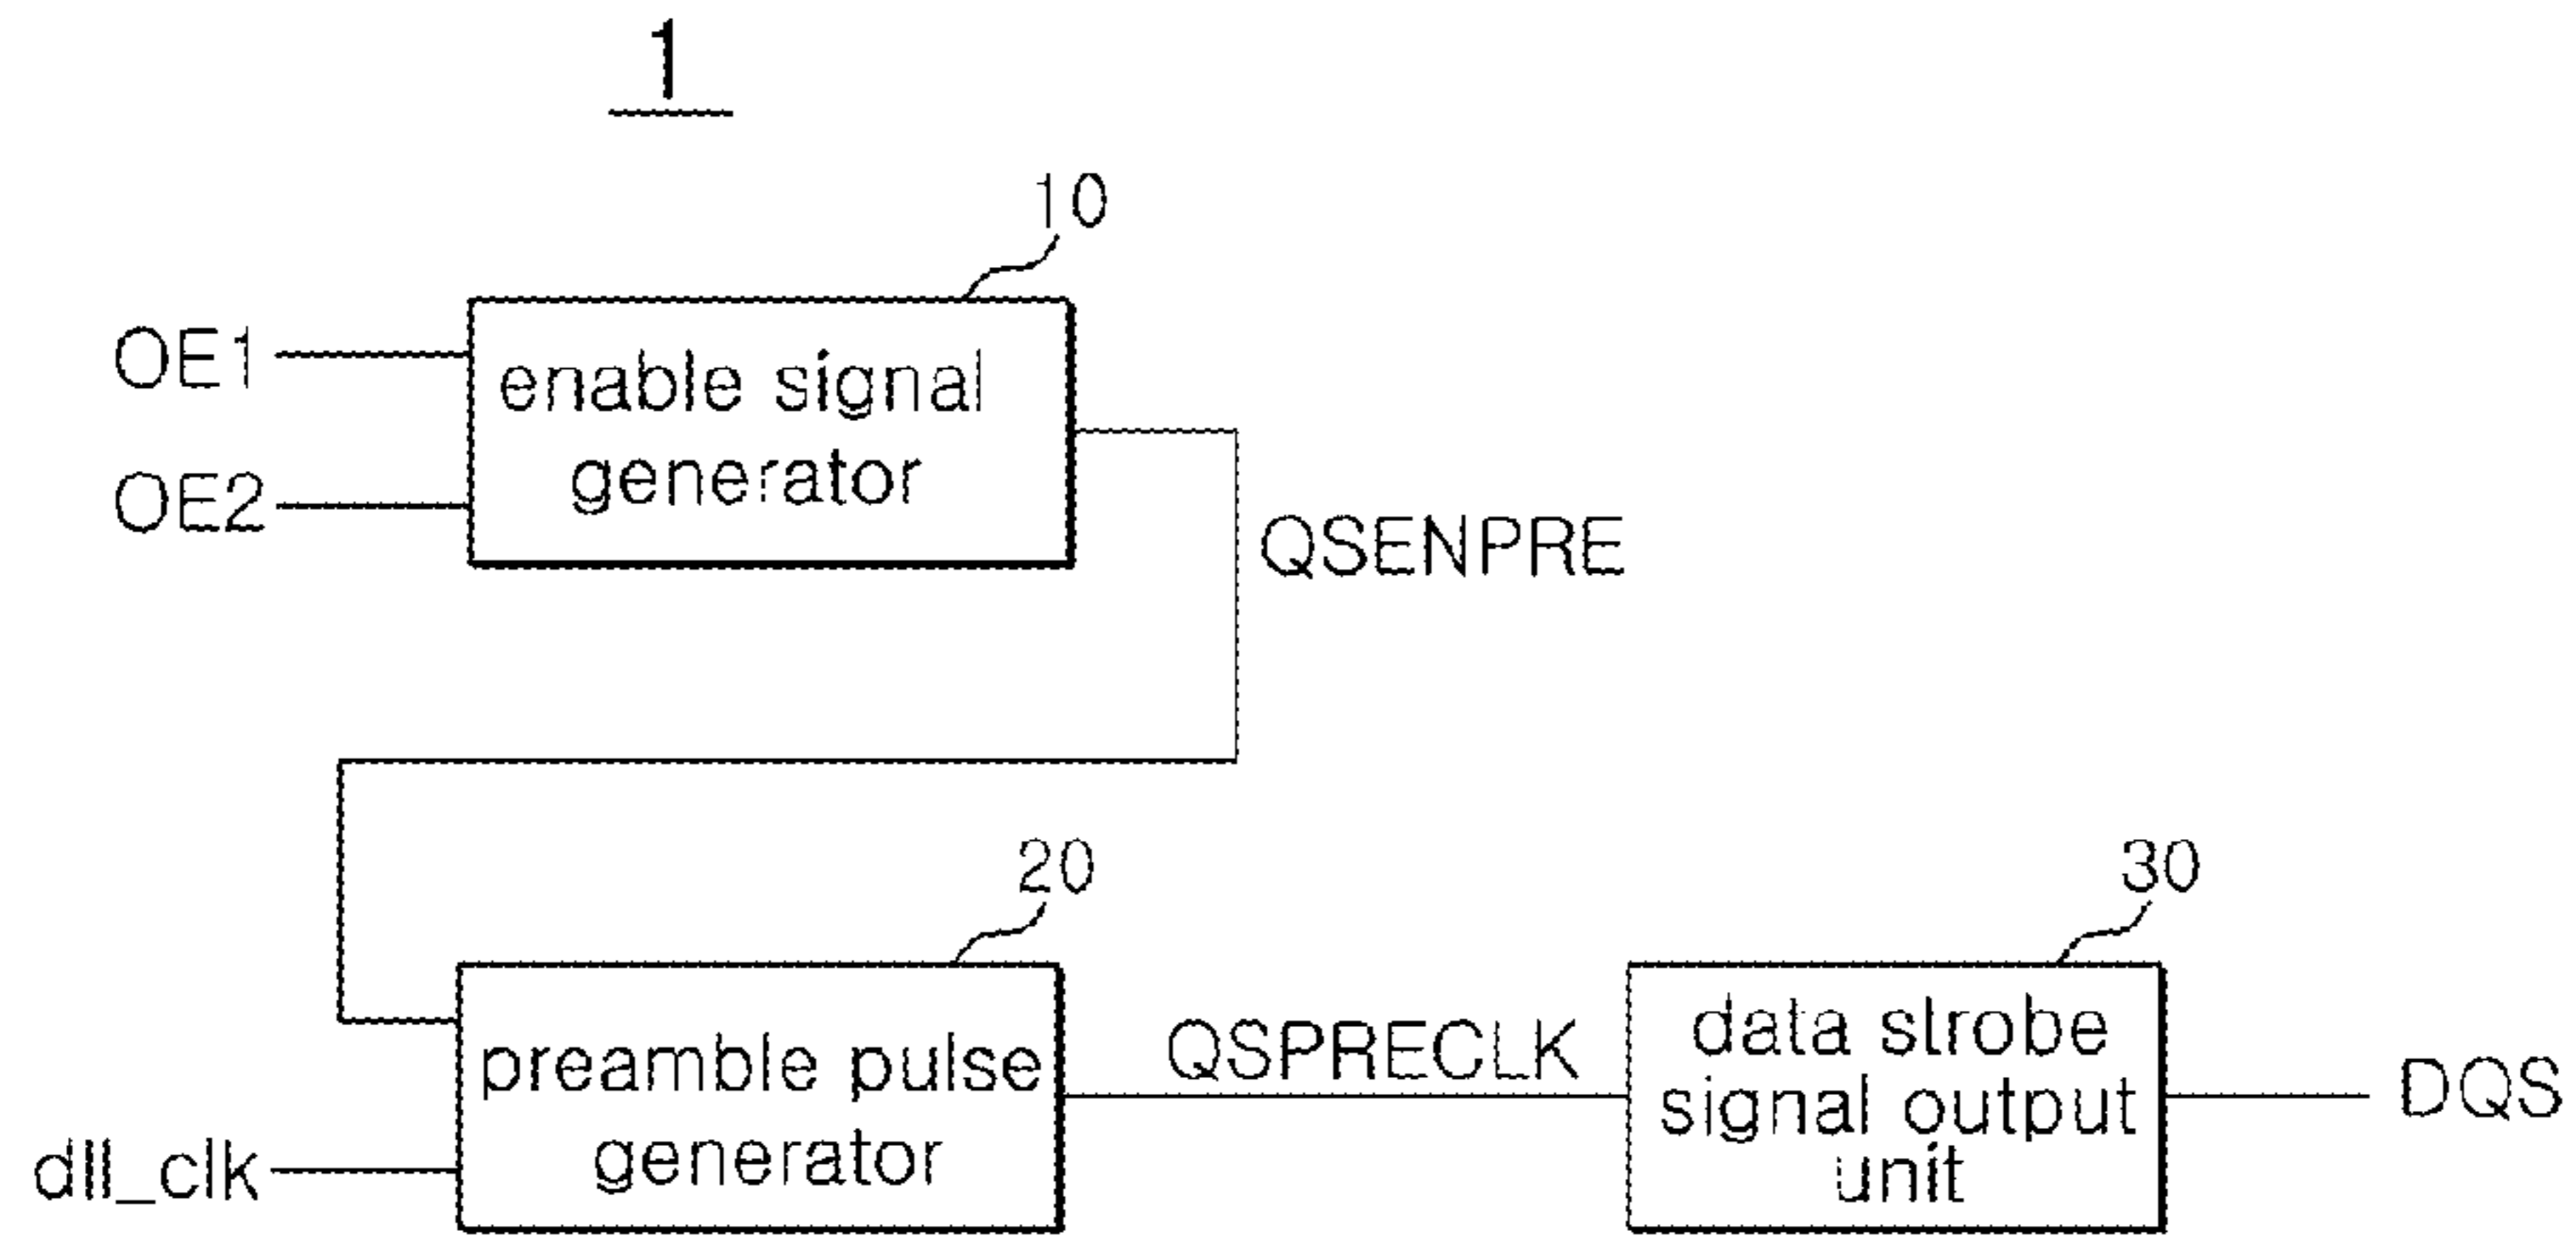 1
10
OE1
enable signal
generator
OE2
QSENPRE
20
30
preamble pulse
generator
dll_clk
QSPRECLK
data strobe
signal output
unit
DQS